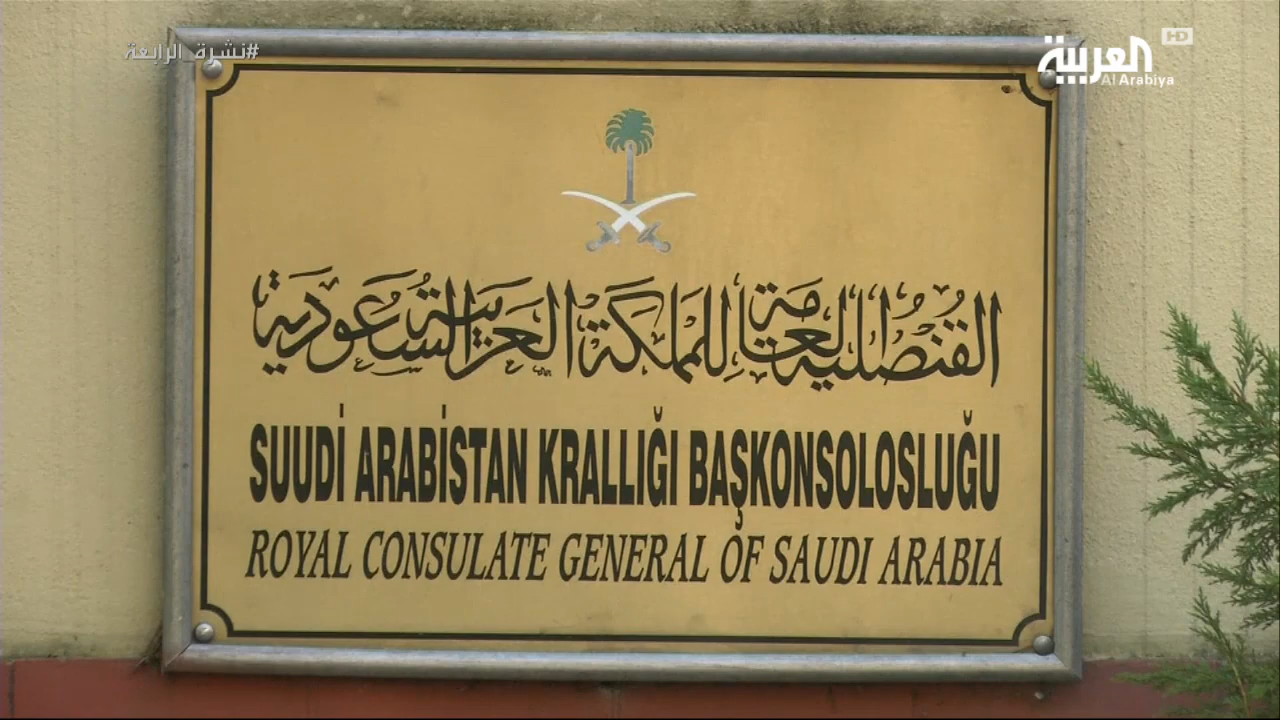 #نشرة_الرابعة
العربية HD
Al Arabiya
القنصلية العامة للمملكة العربية السعودية
SUUDİ ARABİSTAN KRALLIĞI BAŞKONSOLOSLUĞU
ROYAL CONSULATE GENERAL OF SAUDI ARABIA